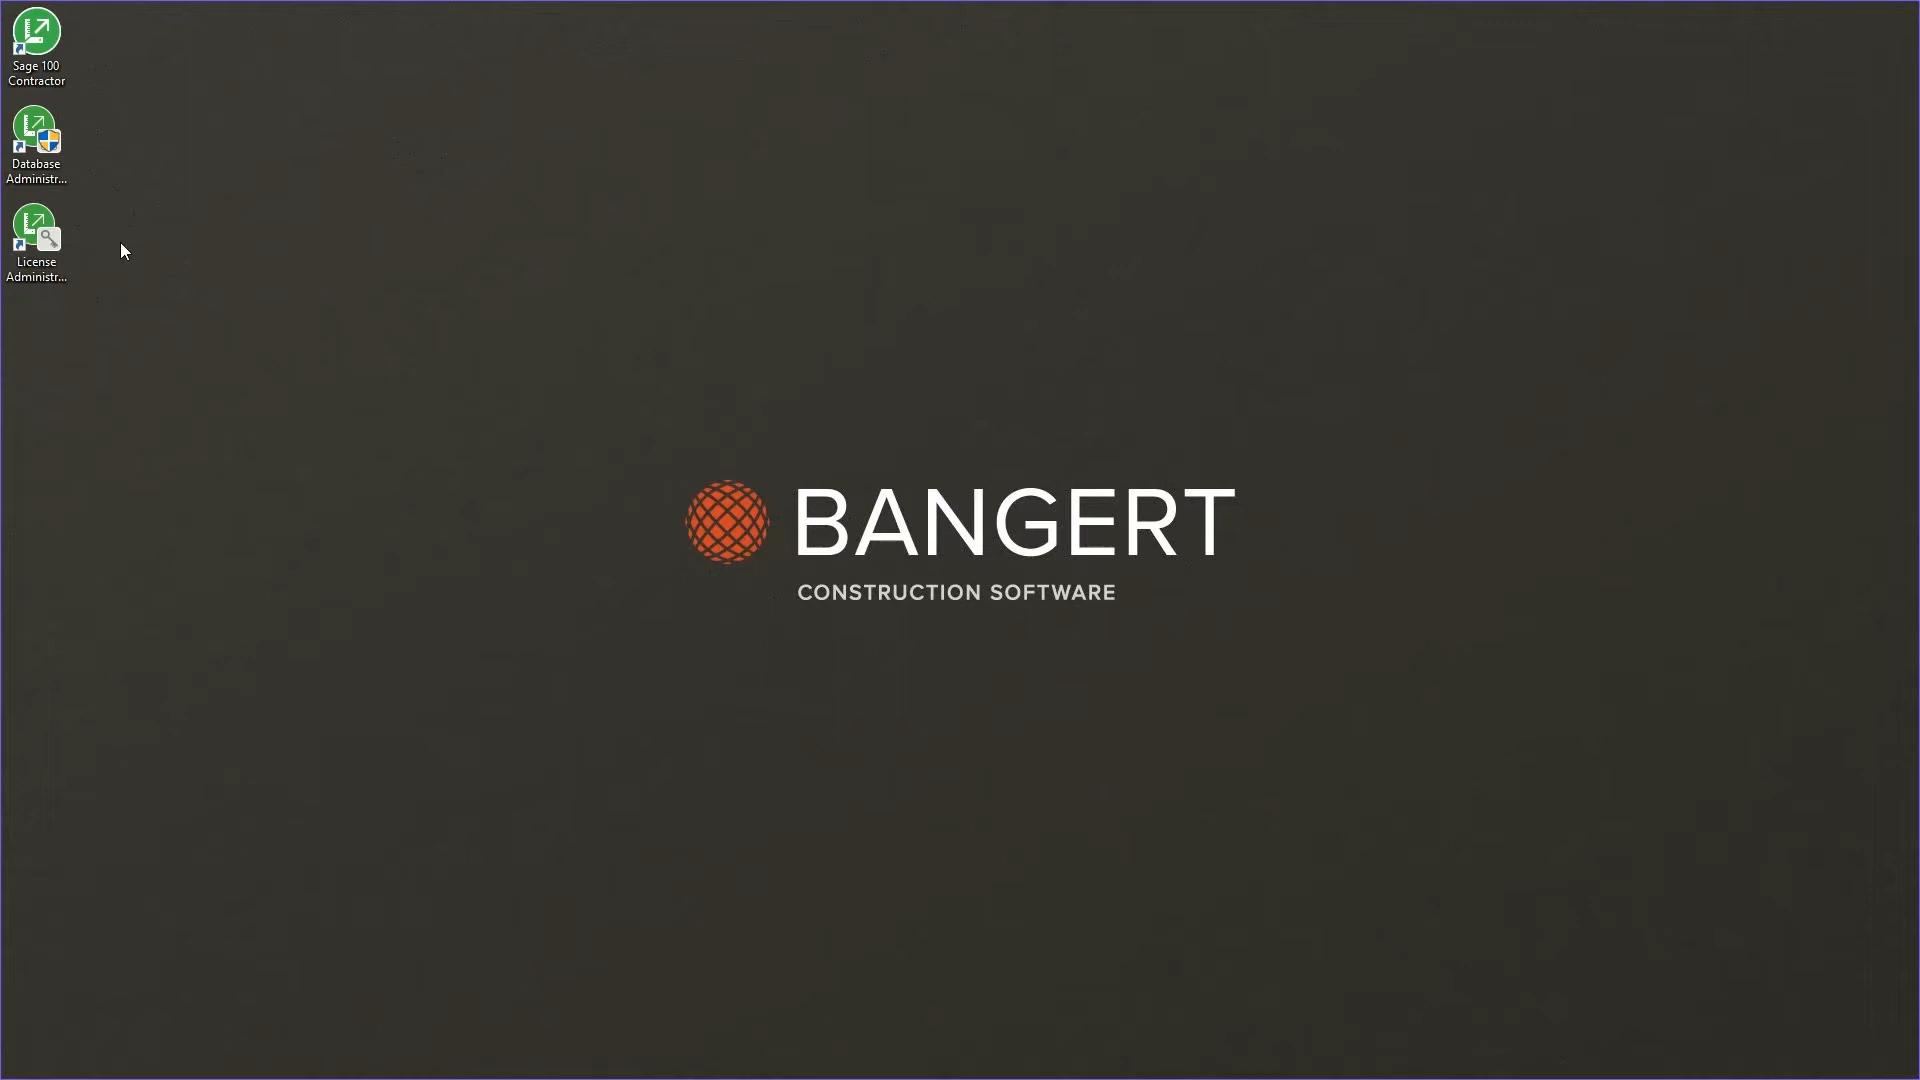 Sage 100
Contractor
Database
Administr...
License
Administr...
BANGERT
CONSTRUCTION SOFTWARE